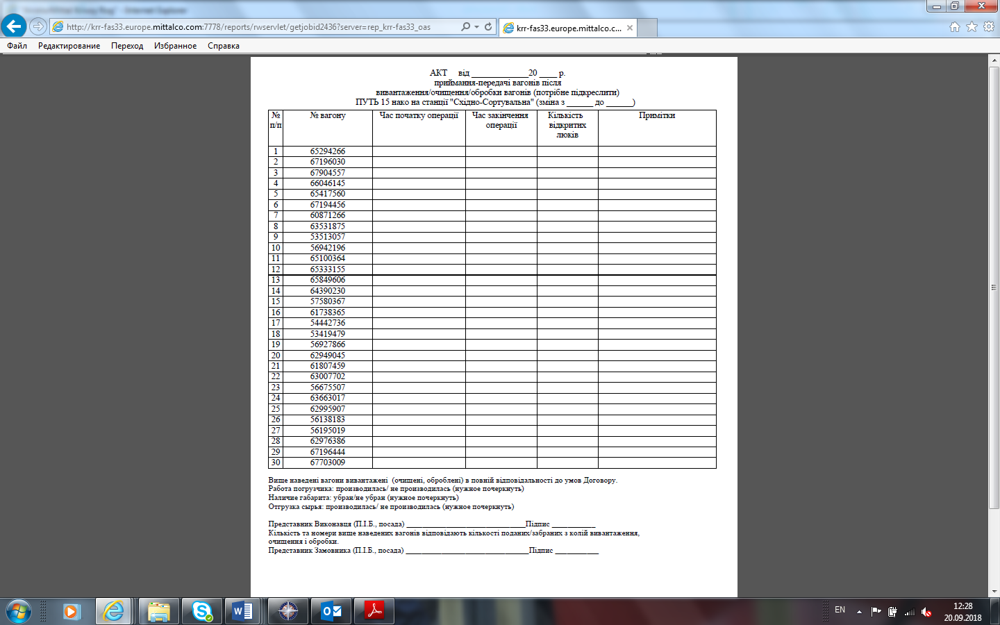 http://krr-fas33.europe.mittalco.com:7778/reports/rwservlet/getjobid2436?server=rep_krr-fas33_oas
krr-fas33.europe.mittalco.c...
Файл Редактирование Переход Избранное Справка
АКТ від _____________20 ____ р.
приймання-передачі вагонів після
вивантаження/очищення/обробки вагонів (потрібне підкреслити)
ПУТЬ 15 нако на станції "Східно-Сортувальна" (зміна з ______ до ______)
№ п/п № вагону Час початку операції Час закінчення операції Кількість відкритих люків Примітки
1 65294266
2 67196030
3 67904557
4 66046145
5 65417560
6 67194456
7 60871266
8 63531875
9 53513057
10 56942196
11 65100364
12 65333155
13 65849606
14 64390230
15 57580367
16 61738365
17 54442736
18 53419479
19 56927866
20 62949045
21 61807459
22 63007702
23 56675507
24 63663017
25 62995907
26 56138183
27 56195019
28 62976386
29 67196444
30 67703009
Вище наведені вагони вивантажені (очищені, оброблені) в повній відповідальності до умов Договору.
Работа погрузчика: производилась/ не производилась (нужное почеркнуть)
Наличие габарита: убран/не убран (нужное почеркнуть)
Отгрузка сырья: производилась/ не производилась (нужное почеркнуть)
Представник Виконавця (П.І.Б., посада) ______________________________Підпис ___________
Кількість та номери вище наведених вагонів відповідають кількості поданих/забраних з колій вивантаження,
очищення і обробки.
Представник Замовника (П.І.Б., посада) _______________________________Підпис ___________
EN
12:28
20.09.2018